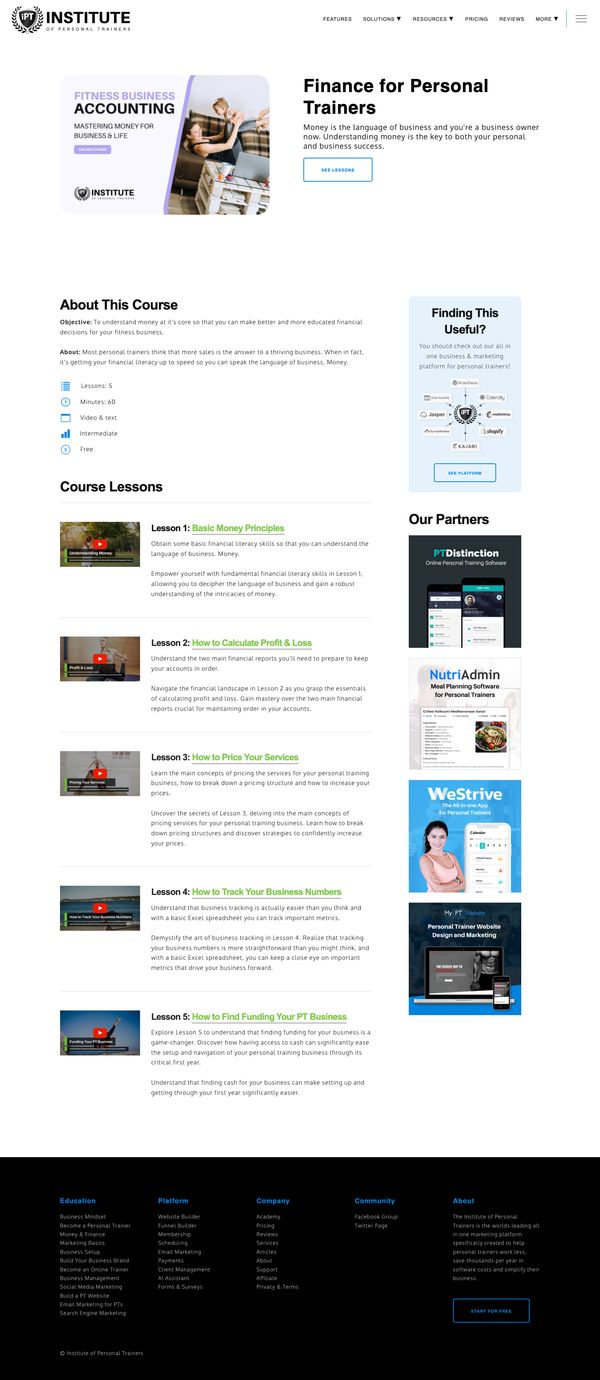 IPT
INSTITUTE
OF PERSONAL TRAINERS
FEATURES
SOLUTIONS ▼
RESOURCES ▼
PRICING
REVIEWS
MORE ▼
FITNESS BUSINESS
ACCOUNTING
MASTERING MONEY FOR
BUSINESS & LIFE
ONLINE COURSE
INSTITUTE
OF PERSONAL TRAINERS
Finance for Personal
Trainers
Money is the language of business and you're a business owner
now. Understanding money is the key to both your personal
and business success.
SEE LESSONS
About This Course
Objective: To understand money at it's core so that you can make better and more educated financial
decisions for your fitness business.
About: Most personal trainers think that more sales is the answer to a thriving business. When in fact,
it's getting your financial literacy up to speed so you can speak the language of business. Money.
Lessons: 5
Minutes: 60
Video & text
Intermediate
Free
Finding This
Useful?
You should check out our all in
one business & marketing
platform for personal trainers!
WordPress
Calendly
Jasper
mailchimp
IPT
shopify
KAJABI
SEE PLATFORM
Course Lessons
Understanding Money
Lesson 1: Basic Money Principles
Obtain some basic financial literacy skills so that you can understand the
language of business. Money.
Empower yourself with fundamental financial literacy skills in Lesson 1,
allowing you to decipher the language of business and gain a robust
understanding of the intricacies of money.
Profit & Loss
Lesson 2: How to Calculate Profit & Loss
Understand the two main financial reports you'll need to prepare to keep
your accounts in order.
Navigate the financial landscape in Lesson 2 as you grasp the essentials
of calculating profit and loss. Gain mastery over the two main financial
reports crucial for maintaining order in your accounts.
Pricing Your Services
Lesson 3: How to Price Your Services
Learn the main concepts of pricing the services for your personal training
business, how to break down a pricing structure and how to increase your
prices.
Uncover the secrets of Lesson 3, delving into the main concepts of
pricing services for your personal training business. Learn how to break
down pricing structures and discover strategies to confidently increase
your prices.
How to Track Your Business Numbers
Lesson 4: How to Track Your Business Numbers
Understand that business tracking is actually easier than you think and
with a basic Excel spreadsheet you can track important metrics.
Demystify the art of business tracking in Lesson 4. Realize that tracking
your business numbers is more straightforward than you might think, and
with a basic Excel spreadsheet, you can keep a close eye on important
metrics that drive your business forward.
Funding Your PT Business
Lesson 5: How to Find Funding Your PT Business
Explore Lesson 5 to understand that finding funding for your business is a
game-changer. Discover how having access to cash can significantly ease
the setup and navigation of your personal training business through its
critical first year.
Understand that finding cash for your business can make setting up and
getting through your first year significantly easier.
Our Partners
PTDistinction
Online Personal Training Software
NutriAdmin
Meal Planning Software
for Personal Trainers
Grilled Halloumi Mediterranean Salad
WeStrive
The All in one App
for Personal Trainers
Calendar
My PT Website
Personal Trainer Website
Design and Marketing
Education
Business Mindset
Become a Personal Trainer
Money & Finance
Marketing Basics
Business Setup
Build Your Business Brand
Become an Online Trainer
Business Management
Social Media Marketing
Build a PT Website
Email Marketing for PTs
Search Engine Marketing
Platform
Website Builder
Funnel Builder
Membership
Scheduling
Email Marketing
Payments
Client Management
AI Assistant
Forms & Surveys
Company
Academy
Pricing
Reviews
Services
Articles
About
Support
Affiliate
Privacy & Terms
Community
Facebook Group
Twitter Page
About
The Institute of Personal
Trainers is the worlds leading all
in one marketing platform
specifically created to help
personal trainers work less,
save thousands per year in
software costs and simplify their
business.
START FOR FREE
© Institute of Personal Trainers